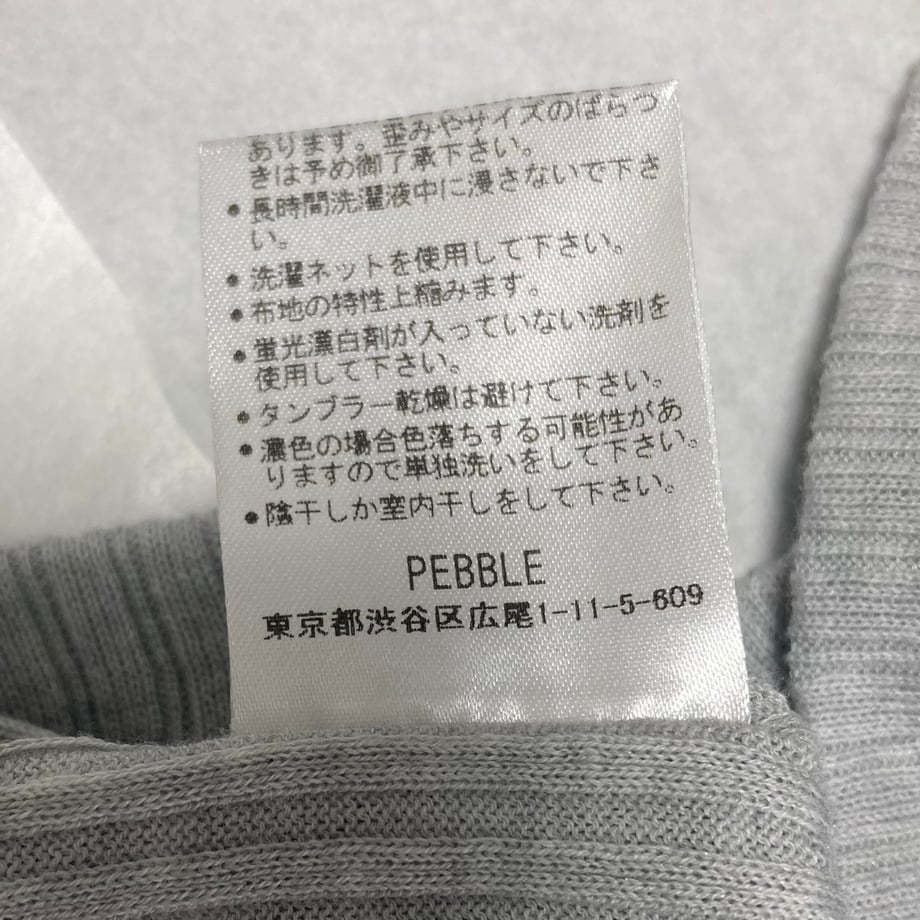 あります。歪みやサイズのばらつ
きは予め御了承下さい。
●長時間洗濯液中に浸さないで下さ
い。
●洗濯ネットを使用して下さい。
●布地の特性上縮みます。
●蛍光漂白剤が入っていない洗剤を
使用して下さい。
●タンブラー乾燥は避けて下さい。
●濃色の場合色落ちする可能性があ
りますので単独洗いをして下さい。
●陰干しか室内干しをして下さい。
PEBBLE
東京都渋谷区広尾1-11-5-609